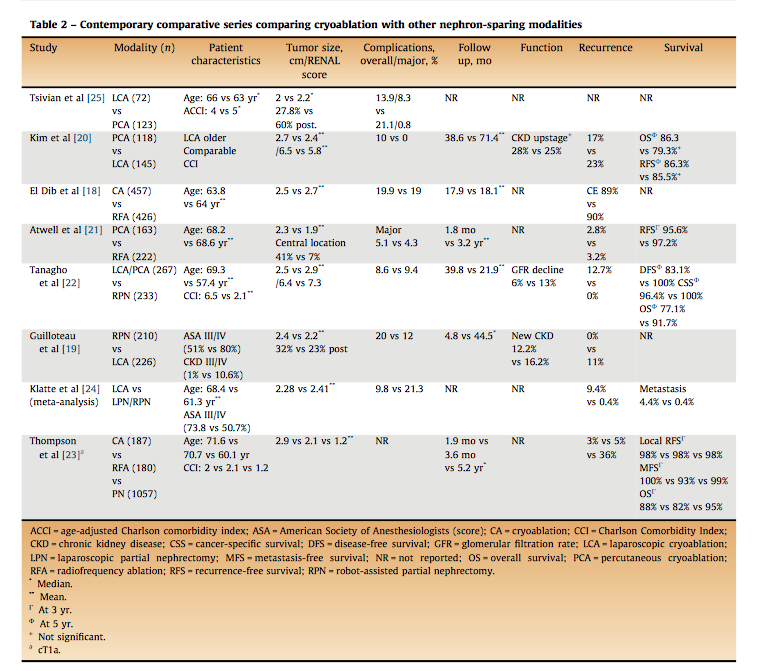 Table 2 – Contemporary comparative series comparing cryoablation with other nephron-sparing modalities
Study Modality (n) Patient characteristics Tumor size, cm/RENAL score Complications, overall/major, % Follow up, mo Function Recurrence Survival
Tsivian et al [25] LCA (72) Age: 66 vs 63 yr* 2 vs 2.2* 13.9/8.3 NR NR NR NR
vs ACCI: 4 vs 5* 27.8% vs vs
PCA (123) 60% post. 21.1/0.8
Kim et al [20] PCA (118) LCA older 2.7 vs 2.4** 10 vs 0 38.6 vs 71.4** CKD upstage+ 17% OSΦ 86.3
vs Comparable /6.5 vs 5.8** 28% vs 25% vs vs 79.3%+
LCA (145) CCI 23% RFSΦ 86.3%
vs 85.5%+
El Dib et al [18] CA (457) Age: 63.8 2.5 vs 2.7** 19.9 vs 19 17.9 vs 18.1** NR CE 89% NR
vs vs 64 yr** vs
RFA (426) 90%
Atwell et al [21] PCA (163) Age: 68.2 2.3 vs 1.9** Major 1.8 mo NR 2.8% RFSΓ 95.6%
vs vs 68.6 yr** Central location 5.1 vs 4.3 vs 3.2 yr** vs vs 97.2%
RFA (222) 41% vs 7% 3.2%
Tanagho LCA/PCA (267) Age: 69.3 2.5 vs 2.9** 8.6 vs 9.4 39.8 vs 21.9** GFR decline 12.7% DFSΦ 83.1%
et al [22] vs vs 57.4 yr** /6.4 vs 7.3 6% vs 13% vs vs 100% CSSΦ
RPN (233) CCI: 6.5 vs 2.1** 0% 96.4% vs 100%
OSΦ 77.1%
vs 91.7%
Guilloteau RPN (210) ASA III/IV 2.4 vs 2.2** 20 vs 12 4.8 vs 44.5* New CKD 0% NR
et al [19] vs (51% vs 80%) 32% vs 23% post 12.2% vs
LCA (226) CKD III/IV vs 16.2% 11%
(1% vs 10.6%)
Klatte et al [24] LCA vs Age: 68.4 vs 2.28 vs 2.41** 9.8 vs 21.3 NR NR 9.4% Metastasis
(meta-analysis) LPN/RPN 61.3 yr** vs 0.4% 4.4% vs 0.4%
ASA III/IV
(73.8 vs 50.7%)
Thompson CA (187) Age: 71.6 vs 2.9 vs 2.1 vs 1.2** NR 1.9 mo vs NR 3% vs 5% Local RFSΓ
et al [23]∂ vs 70.7 vs 60.1 yr 3.6 mo vs 36% 98% vs 98% vs 98%
RFA (180) CCI: 2 vs 2.1 vs 1.2 vs 5.2 yr* MFSΓ
vs 100% vs 93% vs 99%
PN (1057) OSΓ
88% vs 82% vs 95%
ACCI = age-adjusted Charlson comorbidity index; ASA = American Society of Anesthesiologists (score); CA = cryoablation; CCI = Charlson Comorbidity Index;
CKD = chronic kidney disease; CSS = cancer-specific survival; DFS = disease-free survival; GFR = glomerular filtration rate; LCA = laparoscopic cryoablation;
LPN = laparoscopic partial nephrectomy; MFS = metastasis-free survival; NR = not reported; OS = overall survival; PCA = percutaneous cryoablation;
RFA = radiofrequency ablation; RFS = recurrence-free survival; RPN = robot-assisted partial nephrectomy.
* Median.
** Mean.
Γ At 3 yr.
Φ At 5 yr.
+ Not significant.
∂ cT1a.